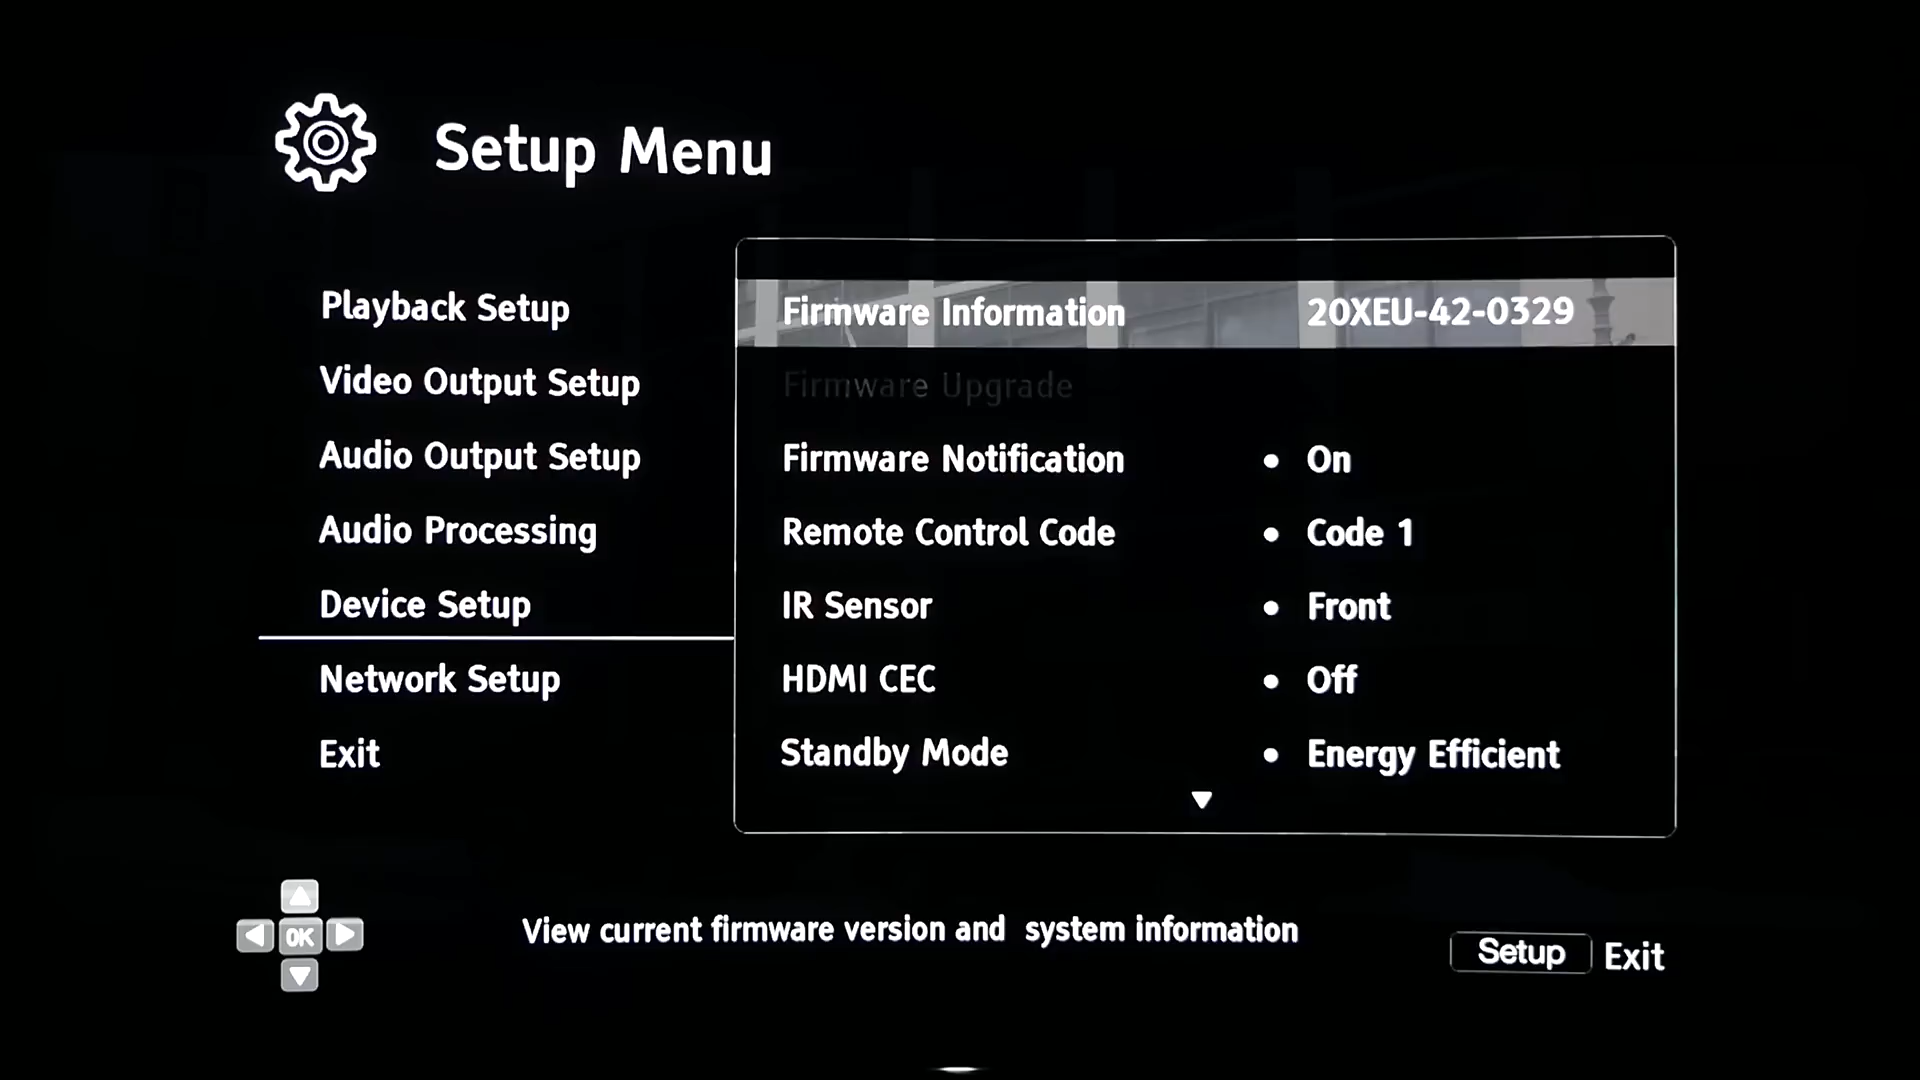 Setup Menu
Playback Setup
Video Output Setup
Audio Output Setup
Audio Processing
Device Setup
Network Setup
Exit
Firmware Information 20XEU-42-0329
Firmware Upgrade
Firmware Notification • On
Remote Control Code • Code 1
IR Sensor • Front
HDMI CEC • Off
Standby Mode • Energy Efficient
OK
View current firmware version and system information
Setup Exit